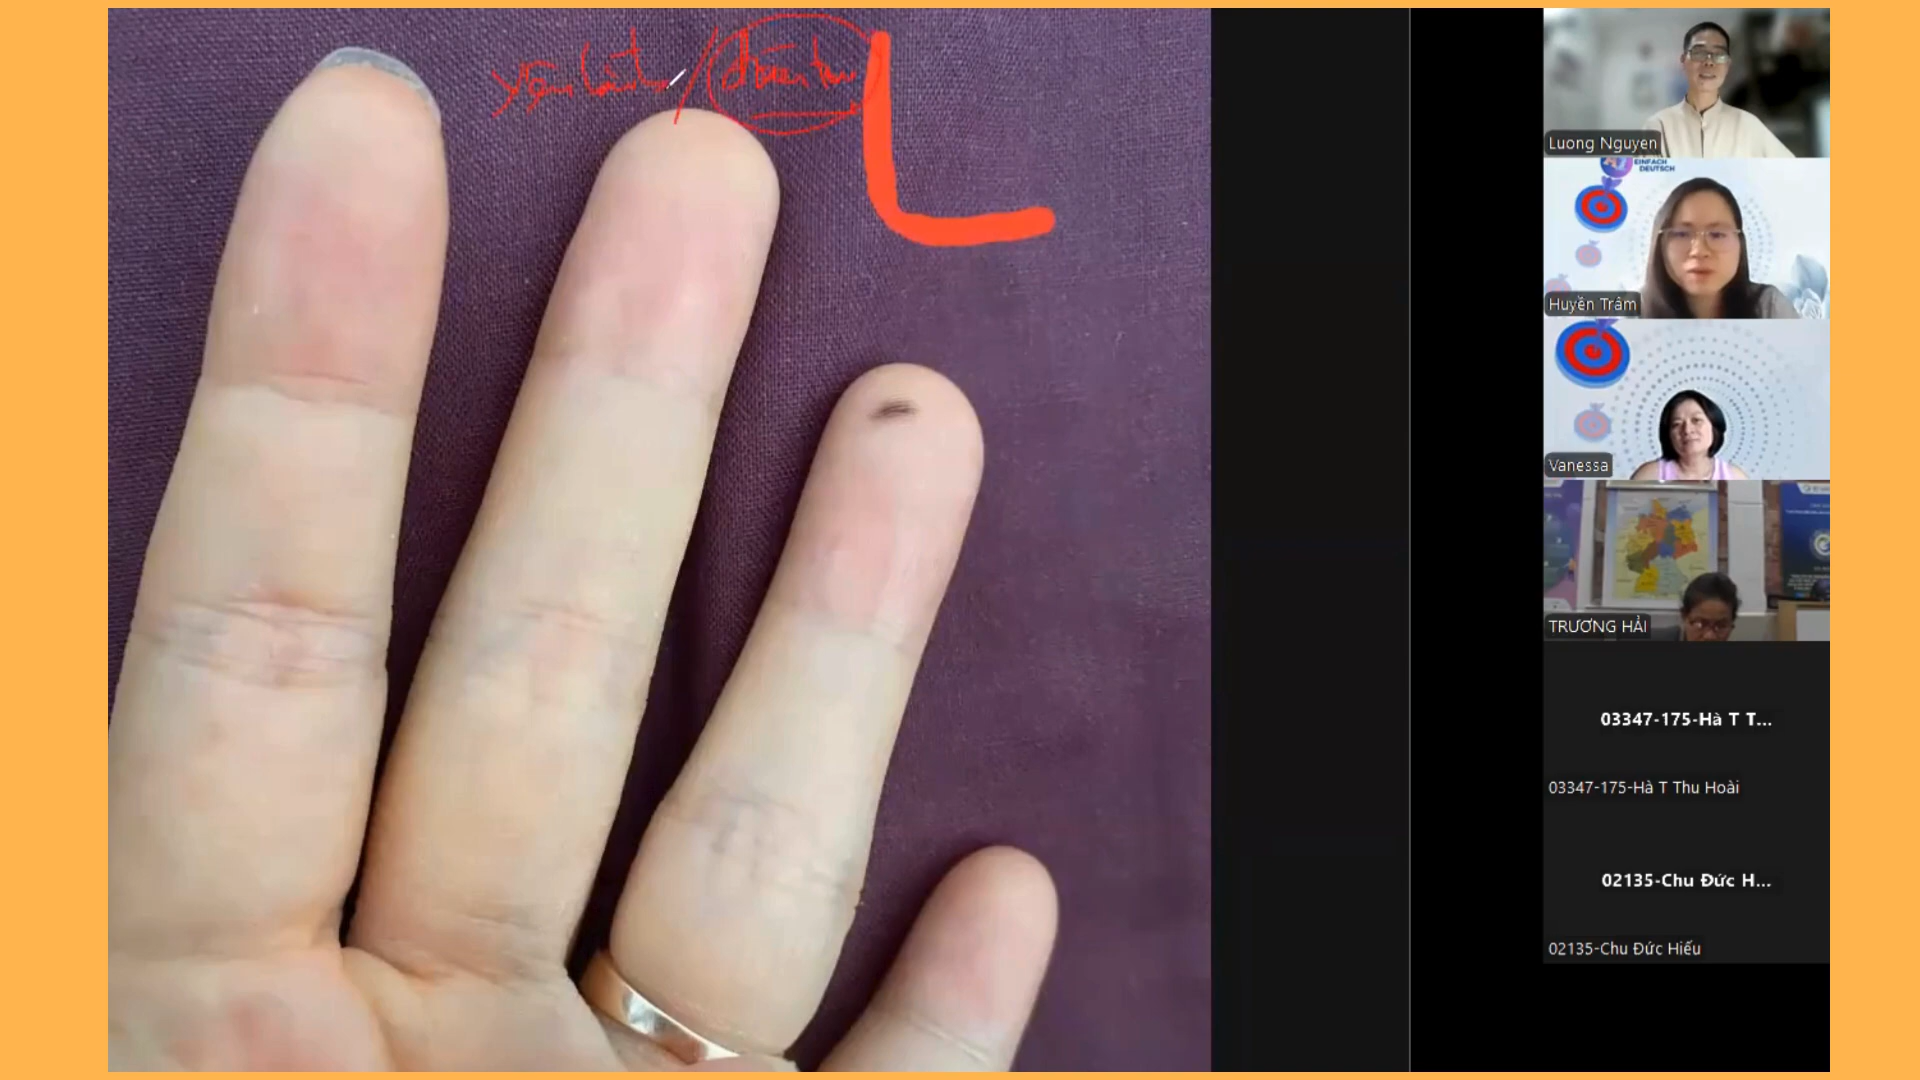 Luong Nguyen
EINFACH
DEUTSCH
Huyền Trâm
Vanessa
TRƯƠNG HẢI
03347-175-Hà T T...
03347-175-Hà T Thu Hoài
02135-Chu Đức H...
02135-Chu Đức Hiếu